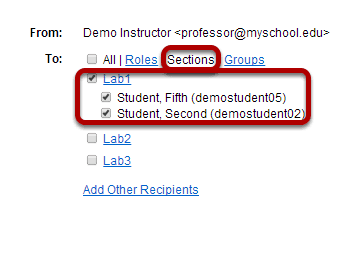 From: Demo Instructor <professor@myschool.edu>
To: All | Roles Sections Groups
Lab1
Student, Fifth (demostudent05)
Student, Second (demostudent02)
Lab2
Lab3
Add Other Recipients